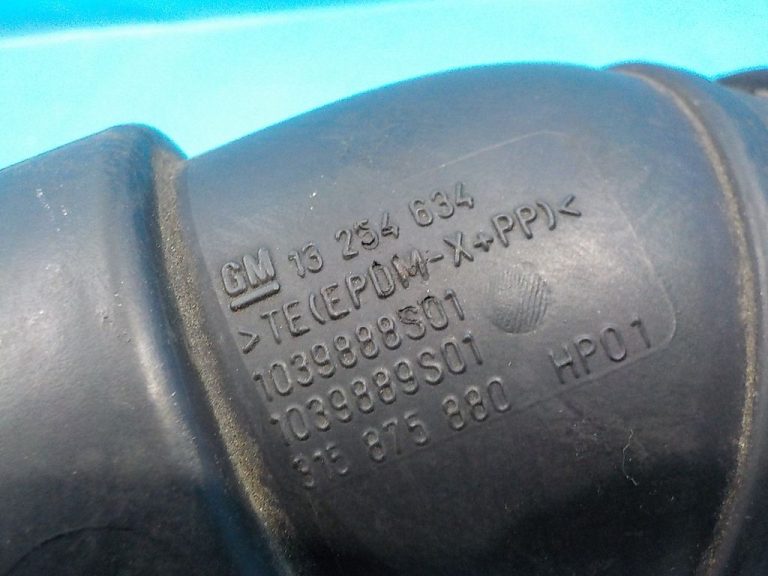 GM 13 254 634
>TE(EPDM-X+PP)<
1039888S01
1039889S01
315 875 880 HP01